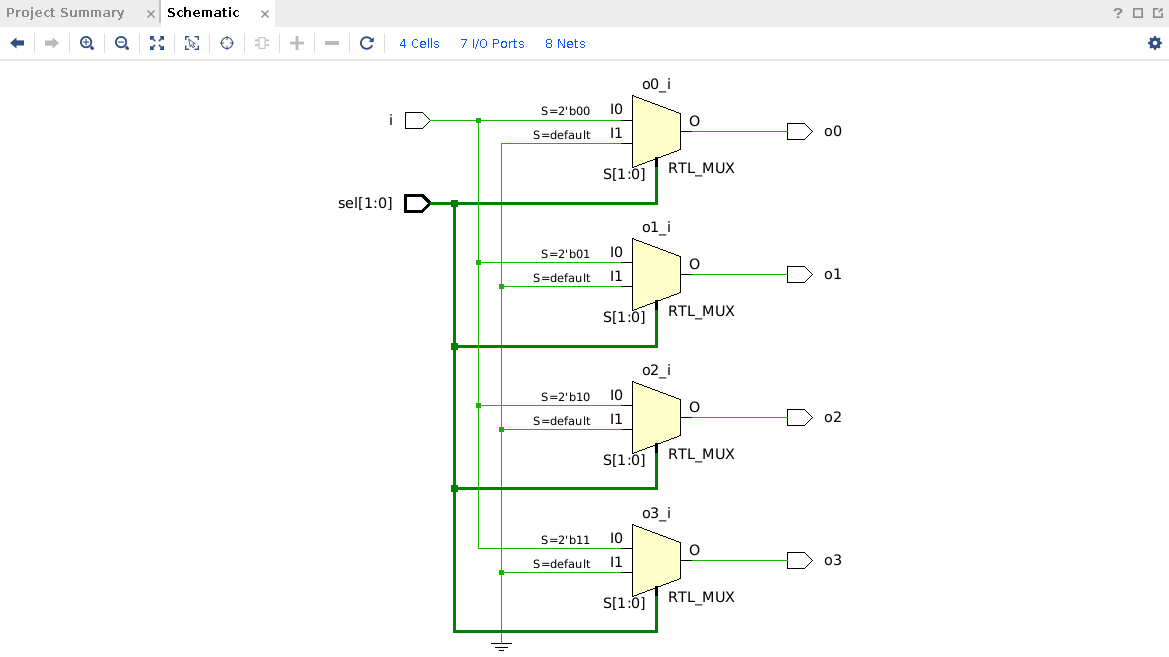 Project Summary × Schematic ×
?
4 Cells 7 I/O Ports 8 Nets
o0_i
S=2'b00 I0
i
O
S=default I1
o0
S[1:0] RTL_MUX
sel[1:0]
o1_i
S=2'b01 I0
O
S=default I1
o1
S[1:0] RTL_MUX
o2_i
S=2'b10 I0
O
S=default I1
o2
S[1:0] RTL_MUX
o3_i
S=2'b11 I0
O
S=default I1
o3
S[1:0] RTL_MUX